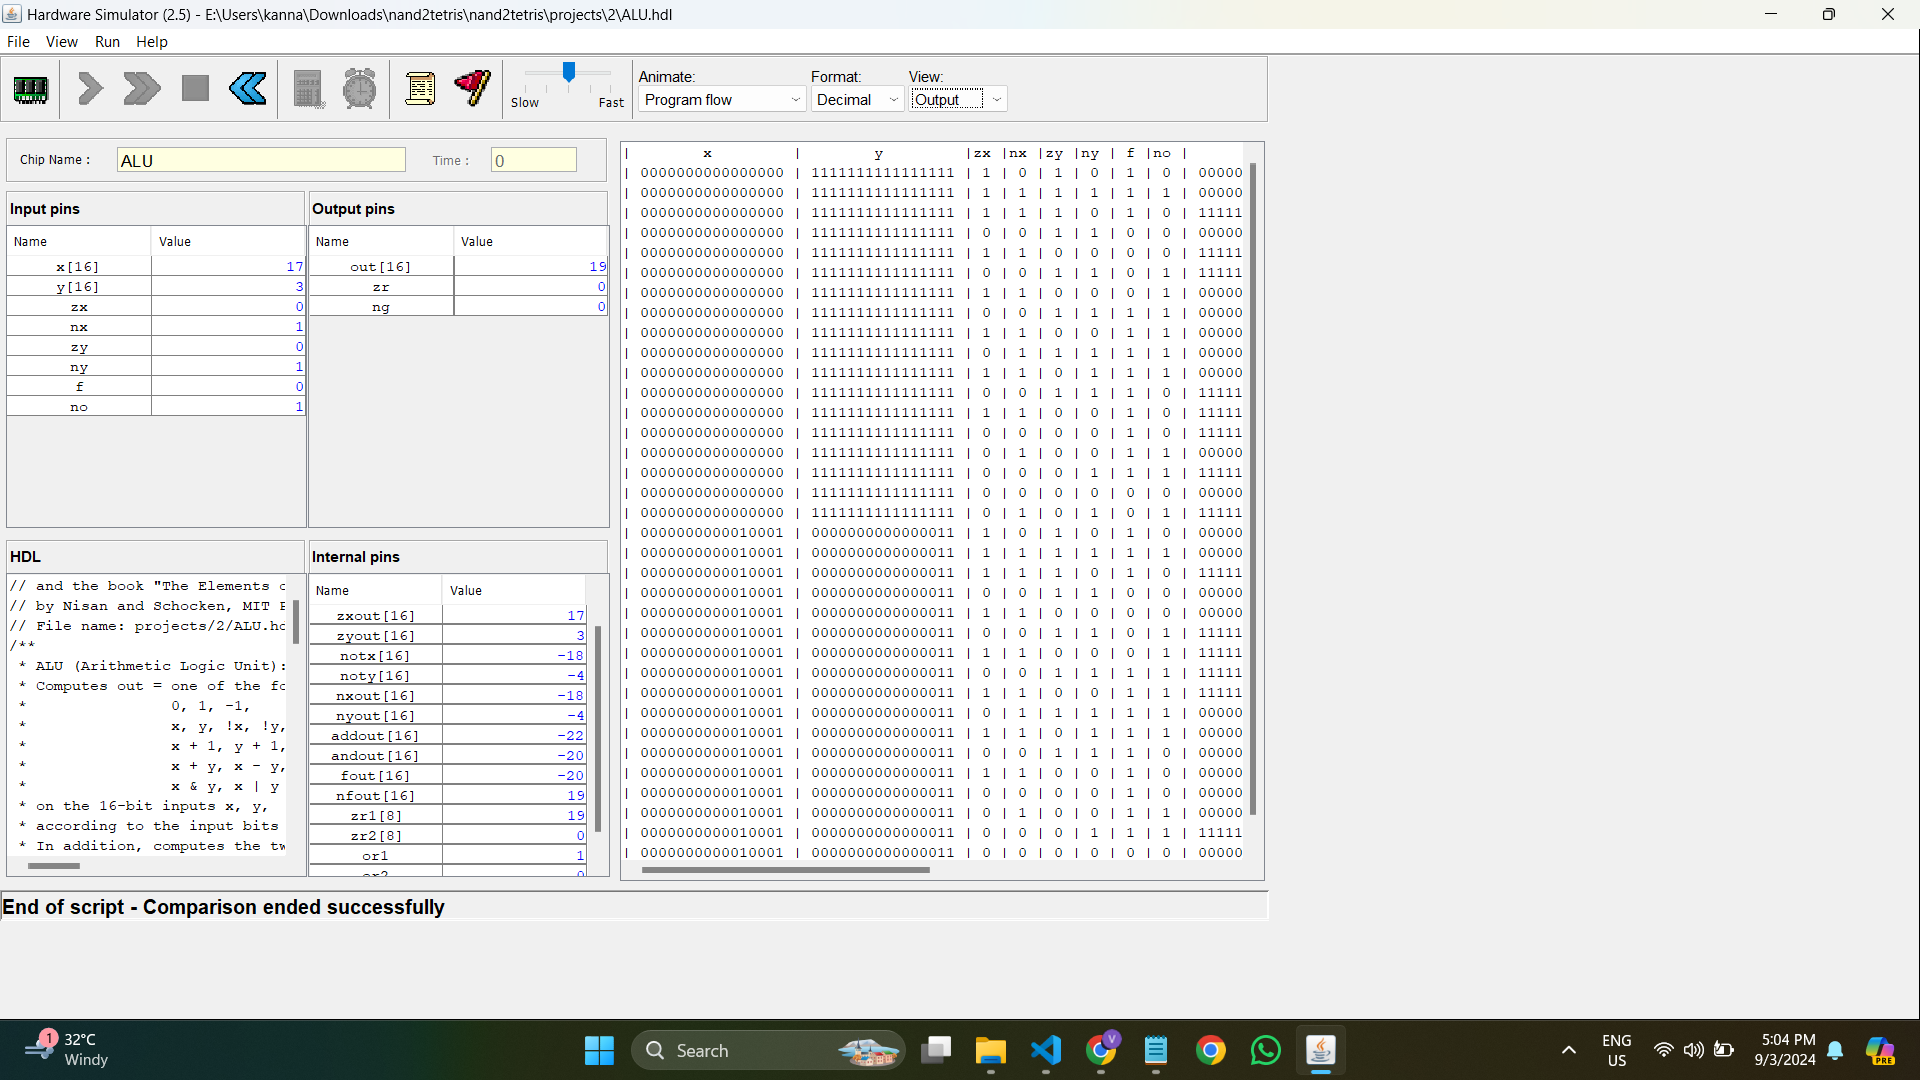 Hardware Simulator (2.5) - E:\Users\kanna\Downloads\nand2tetris\nand2tetris\projects\2\ALU.hdl
File View Run Help
Slow Fast
Animate:
Program flow
Format:
Decimal
View:
Output
Chip Name :
ALU
Time :
0
Input pins
Name Value
x[16] 17
y[16] 3
zx 0
nx 1
zy 0
ny 1
f 0
no 1
Output pins
Name Value
out[16] 19
zr 0
ng 0
HDL
// and the book "The Elements o
// by Nisan and Schocken, MIT P
// File name: projects/2/ALU.hd
/**
* ALU (Arithmetic Logic Unit):
* Computes out = one of the fo
* 0, 1, -1,
* x, y, !x, !y,
* x + 1, y + 1,
* x + y, x - y,
* x & y, x | y
* on the 16-bit inputs x, y,
* according to the input bits
* In addition, computes the tw
Internal pins
Name Value
zxout[16] 17
zyout[16] 3
notx[16] -18
noty[16] -4
nxout[16] -18
nyout[16] -4
addout[16] -22
andout[16] -20
fout[16] -20
nfout[16] 19
zr1[8] 19
zr2[8] 0
or1 1
or2 0
| x | y |zx |nx |zy |ny | f |no |
| 0000000000000000 | 1111111111111111 | 1 | 0 | 1 | 0 | 1 | 0 | 00000
| 0000000000000000 | 1111111111111111 | 1 | 1 | 1 | 1 | 1 | 1 | 00000
| 0000000000000000 | 1111111111111111 | 1 | 1 | 1 | 0 | 1 | 0 | 11111
| 0000000000000000 | 1111111111111111 | 0 | 0 | 1 | 1 | 0 | 0 | 00000
| 0000000000000000 | 1111111111111111 | 1 | 1 | 0 | 0 | 0 | 0 | 11111
| 0000000000000000 | 1111111111111111 | 0 | 0 | 1 | 1 | 0 | 1 | 11111
| 0000000000000000 | 1111111111111111 | 1 | 1 | 0 | 0 | 0 | 1 | 00000
| 0000000000000000 | 1111111111111111 | 0 | 0 | 1 | 1 | 1 | 1 | 00000
| 0000000000000000 | 1111111111111111 | 1 | 1 | 0 | 0 | 1 | 1 | 00000
| 0000000000000000 | 1111111111111111 | 0 | 1 | 1 | 1 | 1 | 1 | 00000
| 0000000000000000 | 1111111111111111 | 1 | 1 | 0 | 1 | 1 | 1 | 00000
| 0000000000000000 | 1111111111111111 | 0 | 0 | 1 | 1 | 1 | 0 | 11111
| 0000000000000000 | 1111111111111111 | 1 | 1 | 0 | 0 | 1 | 0 | 11111
| 0000000000000000 | 1111111111111111 | 0 | 0 | 0 | 0 | 1 | 0 | 11111
| 0000000000000000 | 1111111111111111 | 0 | 1 | 0 | 0 | 1 | 1 | 00000
| 0000000000000000 | 1111111111111111 | 0 | 0 | 0 | 1 | 1 | 1 | 11111
| 0000000000000000 | 1111111111111111 | 0 | 0 | 0 | 0 | 0 | 0 | 00000
| 0000000000000000 | 1111111111111111 | 0 | 1 | 0 | 1 | 0 | 1 | 11111
| 0000000000010001 | 0000000000000011 | 1 | 0 | 1 | 0 | 1 | 0 | 00000
| 0000000000010001 | 0000000000000011 | 1 | 1 | 1 | 1 | 1 | 1 | 00000
| 0000000000010001 | 0000000000000011 | 1 | 1 | 1 | 0 | 1 | 0 | 11111
| 0000000000010001 | 0000000000000011 | 0 | 0 | 1 | 1 | 0 | 0 | 00000
| 0000000000010001 | 0000000000000011 | 1 | 1 | 0 | 0 | 0 | 0 | 00000
| 0000000000010001 | 0000000000000011 | 0 | 0 | 1 | 1 | 0 | 1 | 11111
| 0000000000010001 | 0000000000000011 | 1 | 1 | 0 | 0 | 0 | 1 | 11111
| 0000000000010001 | 0000000000000011 | 0 | 0 | 1 | 1 | 1 | 1 | 11111
| 0000000000010001 | 0000000000000011 | 1 | 1 | 0 | 0 | 1 | 1 | 11111
| 0000000000010001 | 0000000000000011 | 0 | 1 | 1 | 1 | 1 | 1 | 00000
| 0000000000010001 | 0000000000000011 | 1 | 1 | 0 | 1 | 1 | 1 | 00000
| 0000000000010001 | 0000000000000011 | 0 | 0 | 1 | 1 | 1 | 0 | 00000
| 0000000000010001 | 0000000000000011 | 1 | 1 | 0 | 0 | 1 | 0 | 00000
| 0000000000010001 | 0000000000000011 | 0 | 0 | 0 | 0 | 1 | 0 | 00000
| 0000000000010001 | 0000000000000011 | 0 | 1 | 0 | 0 | 1 | 1 | 00000
| 0000000000010001 | 0000000000000011 | 0 | 0 | 0 | 1 | 1 | 1 | 11111
| 0000000000010001 | 0000000000000011 | 0 | 0 | 0 | 0 | 0 | 0 | 00000
End of script - Comparison ended successfully
1
32°C
Windy
Search
V
ENG
US
5:04 PM
9/3/2024
PRE